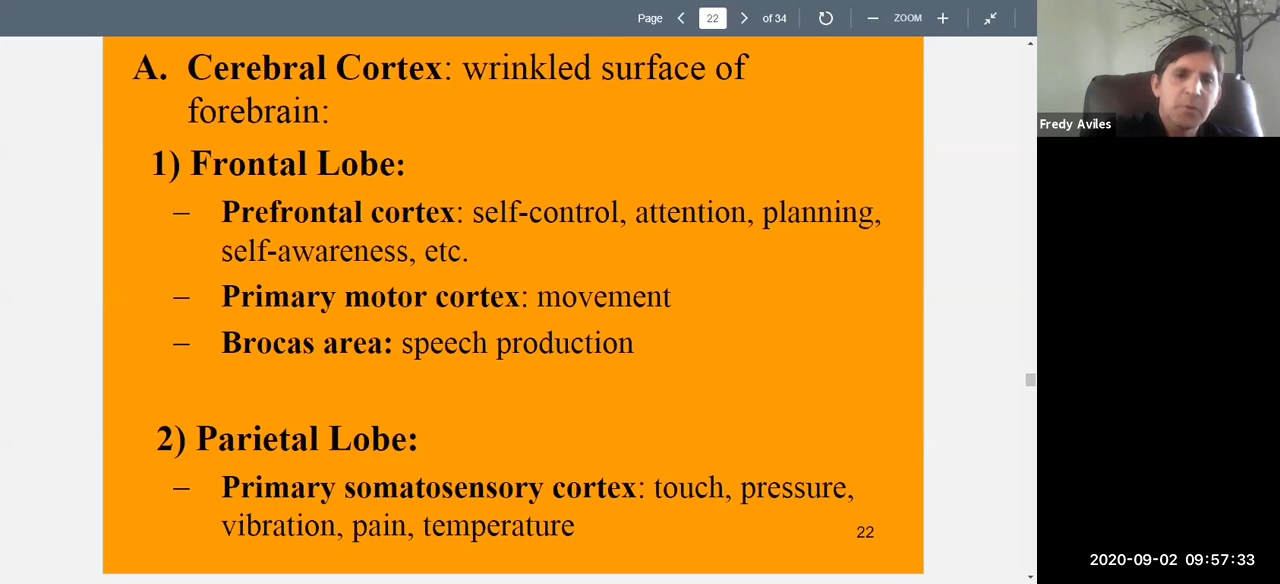 Page 22 of 34 ZOOM
A. Cerebral Cortex: wrinkled surface of
forebrain:
1) Frontal Lobe:
– Prefrontal cortex: self-control, attention, planning,
self-awareness, etc.
– Primary motor cortex: movement
– Brocas area: speech production
2) Parietal Lobe:
– Primary somatosensory cortex: touch, pressure,
vibration, pain, temperature
22
Fredy Aviles
2020-09-02 09:57:33